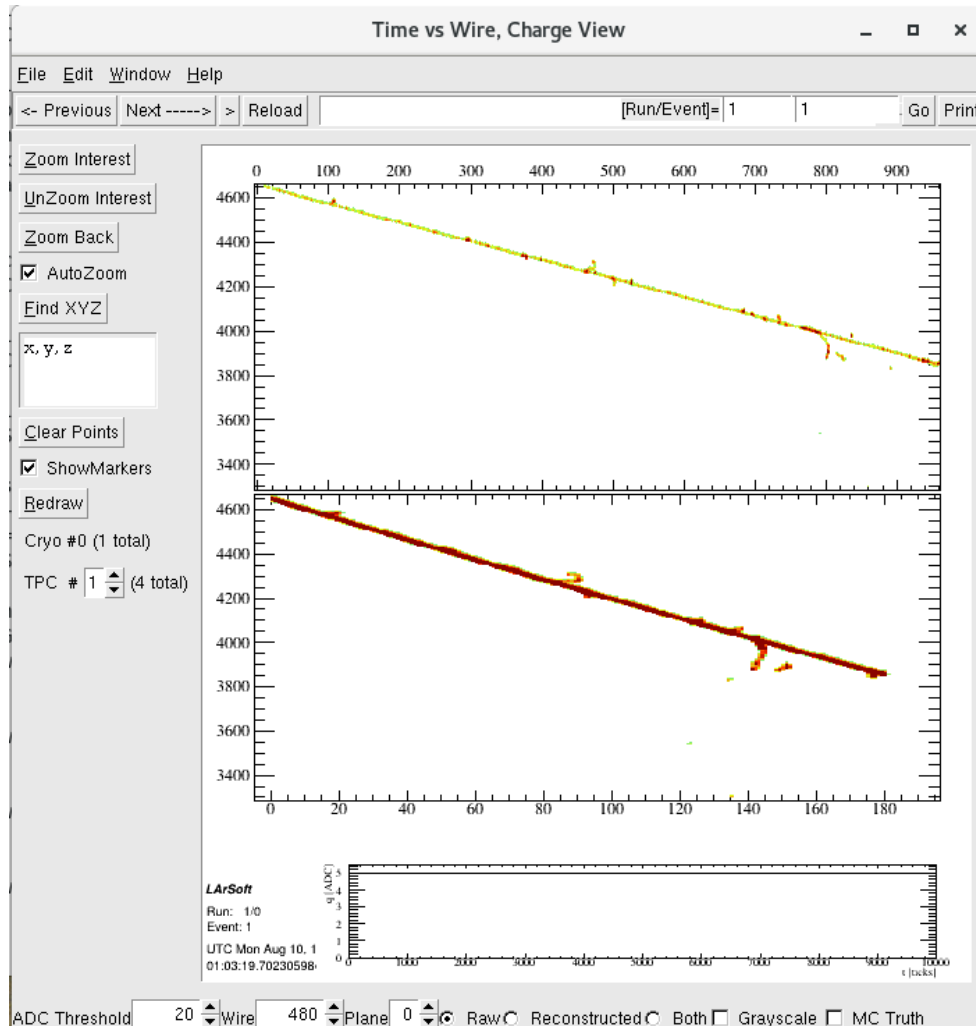 Time vs Wire, Charge View
File Edit Window Help
<- Previous Next -----> > Reload [Run/Event]= 1 1 Go Print
Zoom Interest
UnZoom Interest
Zoom Back
AutoZoom
Find XYZ
x, y, z
Clear Points
ShowMarkers
Redraw
Cryo #0 (1 total)
TPC # 1 (4 total)
0 100 200 300 400 500 600 700 800 900
4600
4400
4200
4000
3800
3600
3400
4600
4400
4200
4000
3800
3600
3400
0 20 40 60 80 100 120 140 160 180
LArSoft
Run: 1/0
Event: 1
UTC Mon Aug 10, 1
01:03:19.70230598
q [ADC]
5
4
3
2
1
0
0 1000 2000 3000 4000 5000 6000 7000 8000 9000 10000
t [ticks]
ADC Threshold 20 Wire 480 Plane 0 Raw Reconstructed Both Grayscale MC Truth